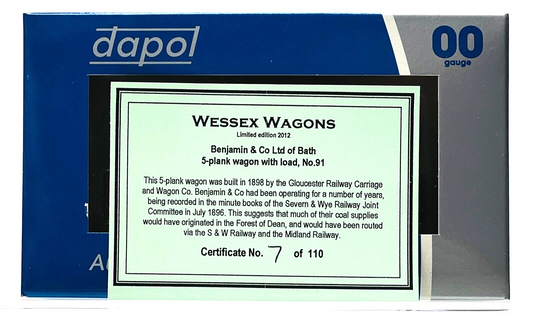 dapol
00
gauge
WESSEX WAGONS
Limited edition 2012
Benjamin & Co Ltd of Bath
5-plank wagon with load, No.91
This 5-plank wagon was built in 1898 by the Gloucester Railway Carriage
and Wagon Co. Benjamin & Co had been operating for a number of years,
being recorded in the minute books of the Severn & Wye Railway Joint
Committee in July 1896. This suggests that much of their coal supplies
would have originated in the Forest of Dean, and would have been routed
via the S & W Railway and the Midland Railway.
Certificate No. 7 of 110